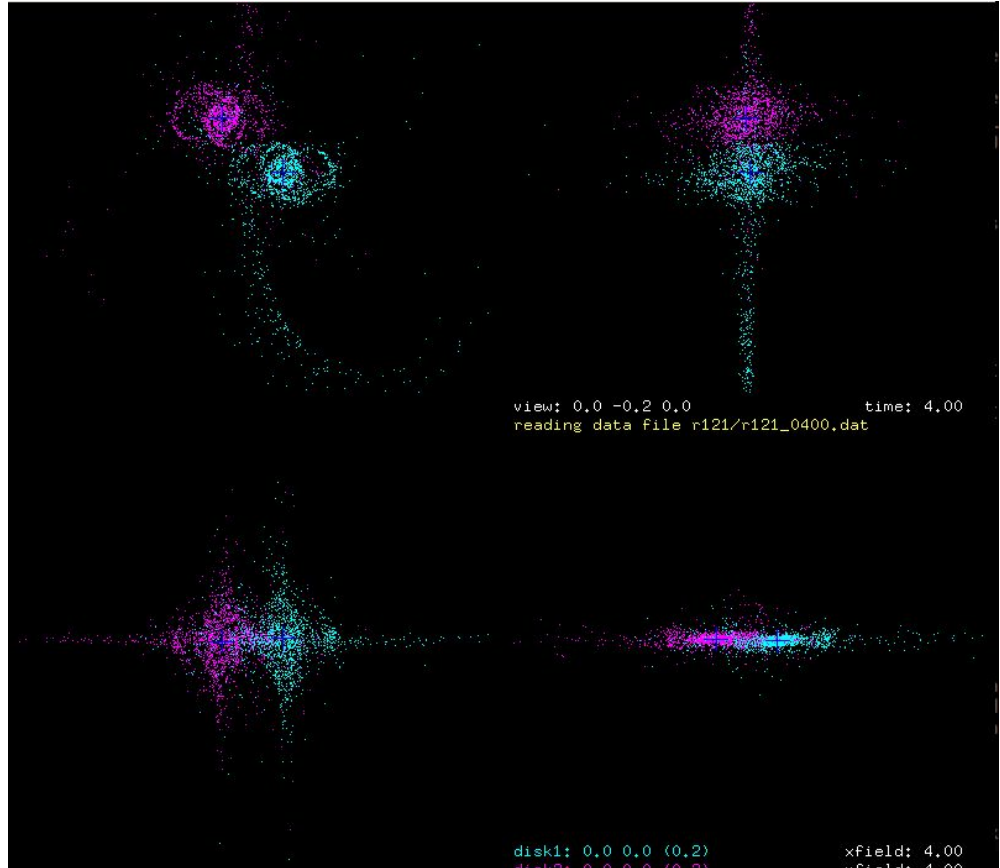 view: 0.0 -0.2 0.0 time: 4.00
reading data file r121/r121_0400.dat
disk1: 0.0 0.0 (0.2) xfield: 4.00